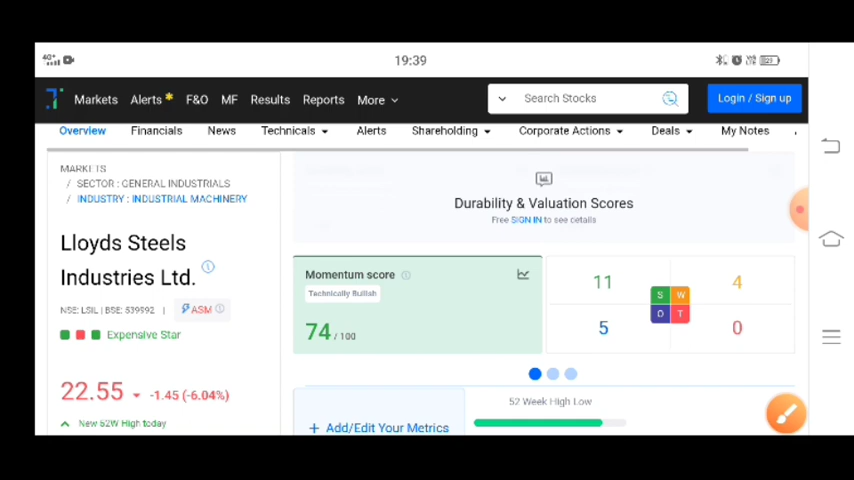 4G+ 19:39
Markets Alerts F&O MF Results Reports More Search Stocks Login / Sign up
Overview Financials News Technicals Alerts Shareholding Corporate Actions Deals My Notes
MARKETS
/ SECTOR : GENERAL INDUSTRIALS
/ INDUSTRY : INDUSTRIAL MACHINERY
Lloyds Steels
Industries Ltd.
NSE: LSIL | BSE: 539992 | ASM
Expensive Star
22.55 -1.45 (-6.04%)
New 52W High today
Durability & Valuation Scores
Free SIGN IN to see details
Momentum score
Technically Bullish
74 / 100
11 4
S W
O T
5 0
+ Add/Edit Your Metrics
52 Week High Low